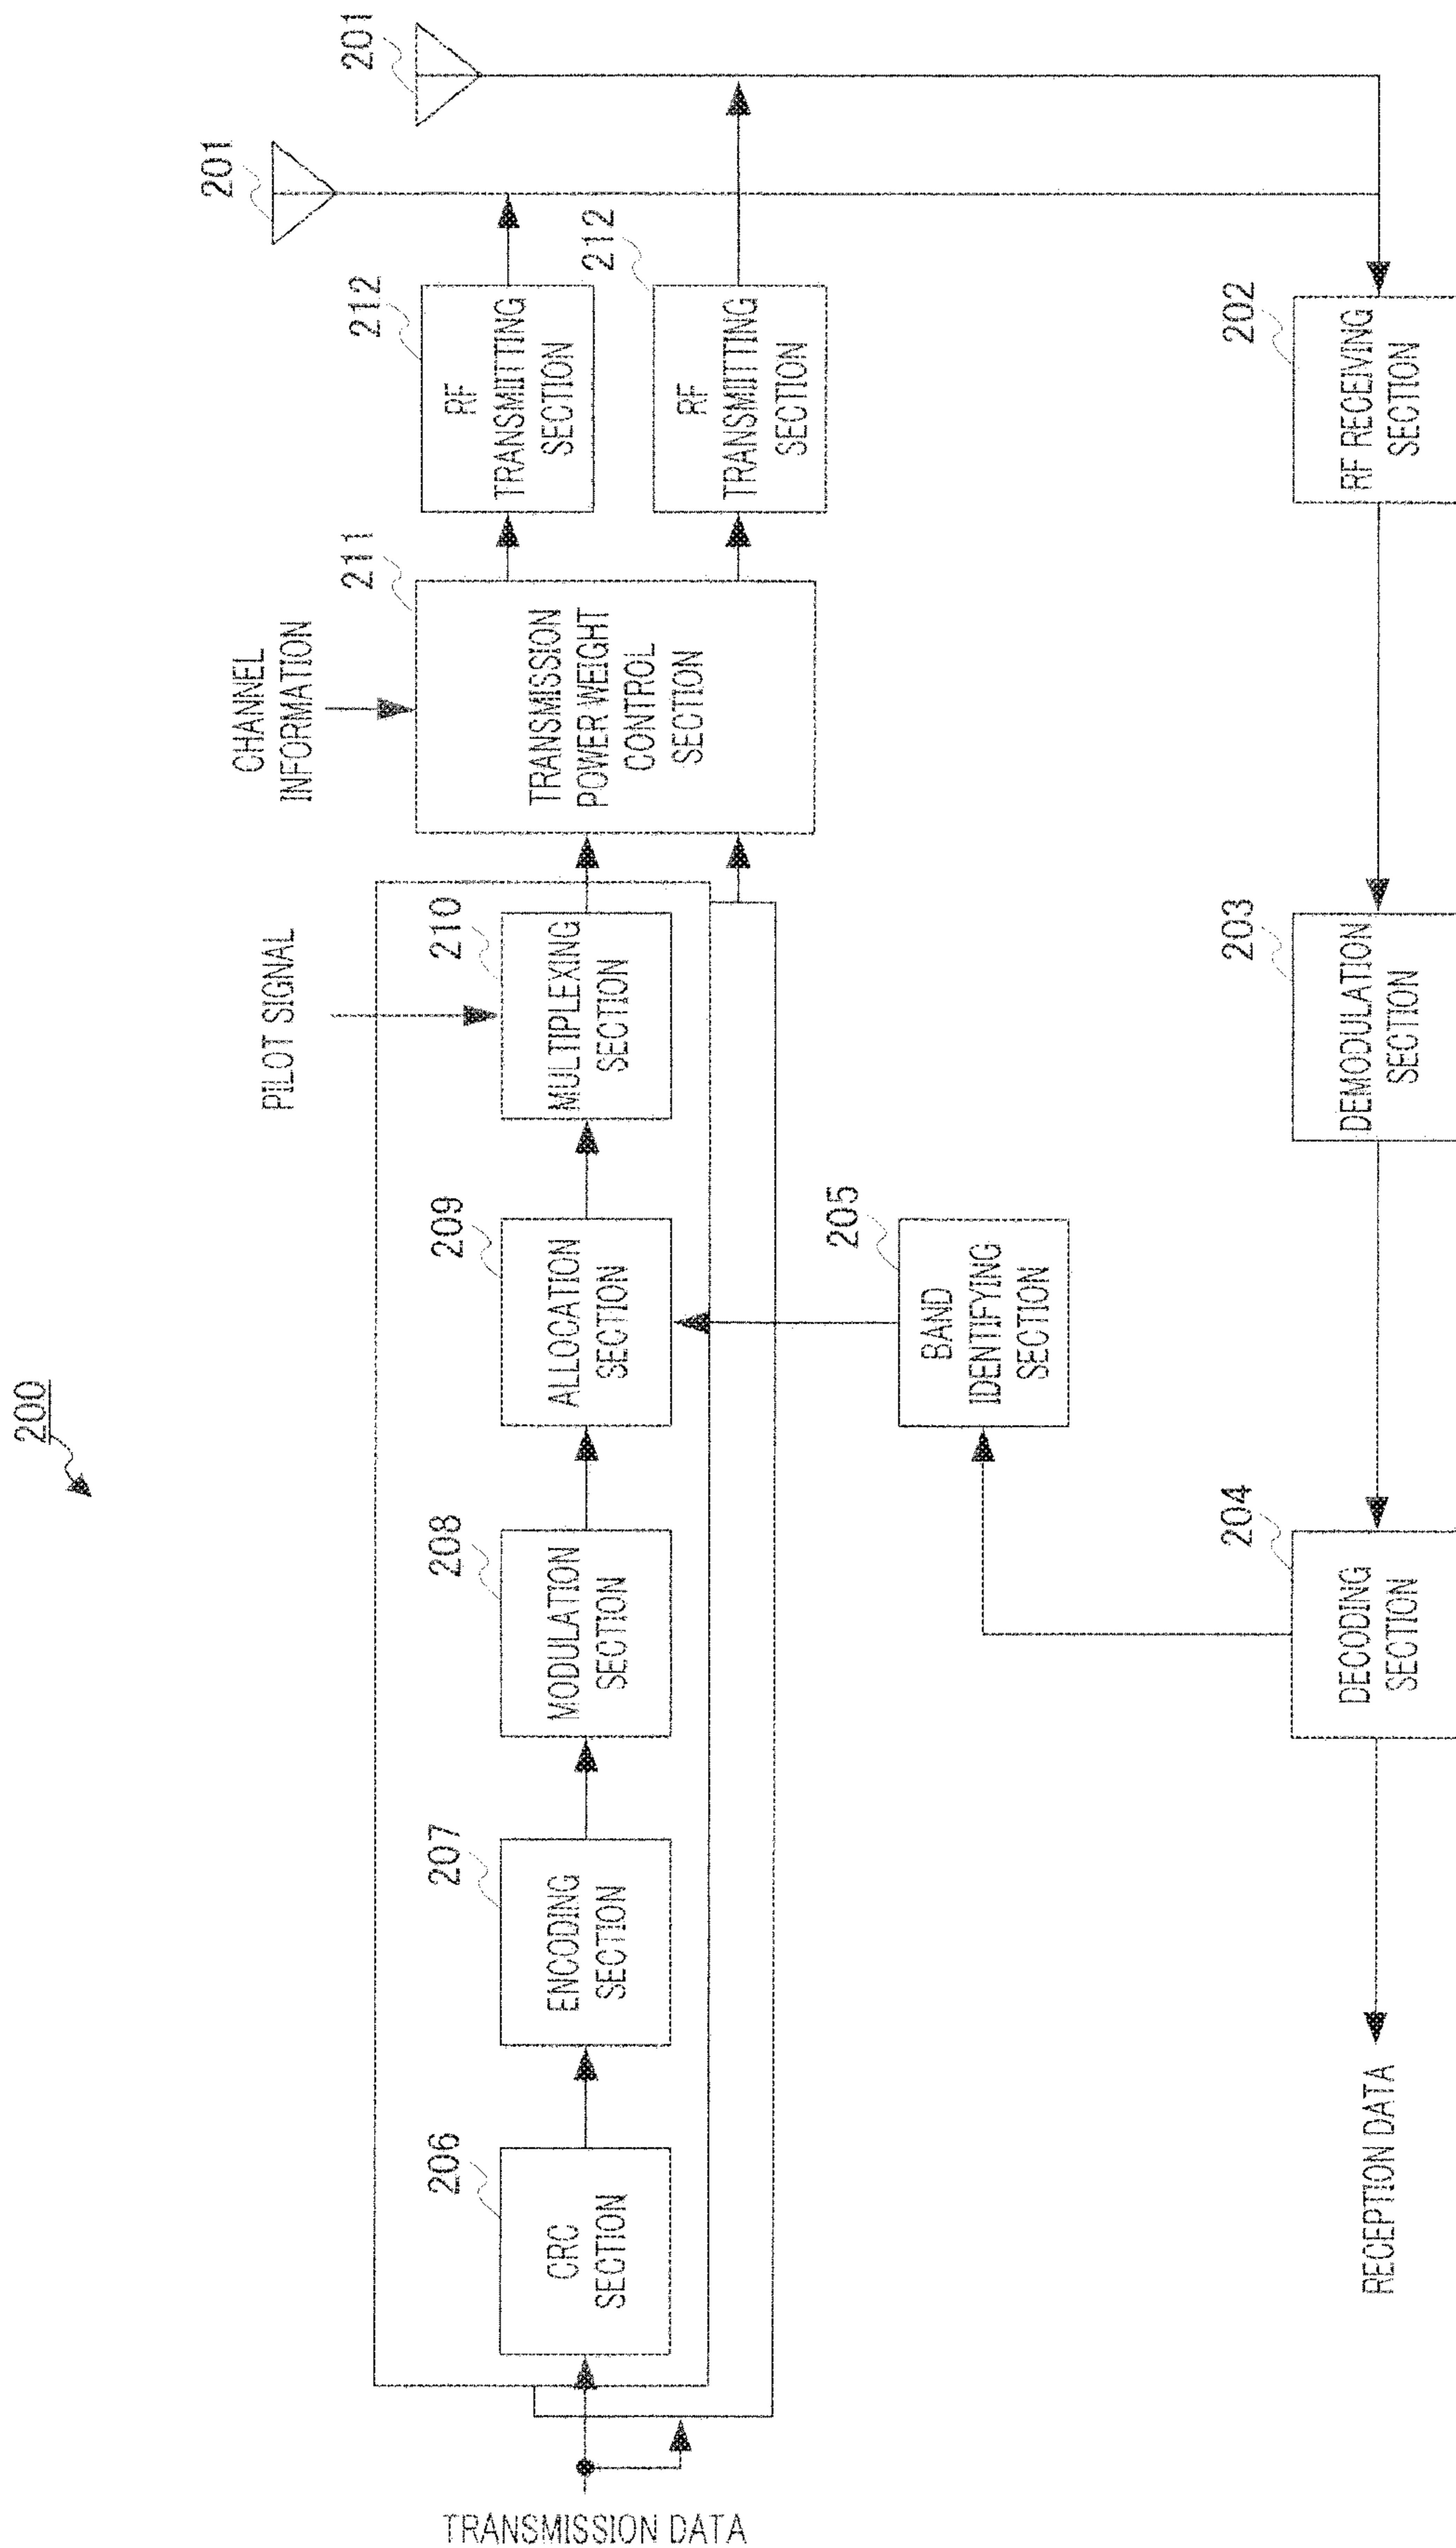 200
201
201
CHANNEL
INFORMATION
PILOT SIGNAL
211
212
212
206
207
208
209
210
TRANSMISSION DATA
CRC
SECTION
ENCODING
SECTION
MODULATION
SECTION
ALLOCATION
SECTION
MULTIPLEXING
SECTION
TRANSMISSION
POWER WEIGHT
CONTROL
SECTION
RF
TRANSMITTING
SECTION
RF
TRANSMITTING
SECTION
205
BAND
IDENTIFYING
SECTION
204
203
202
RECEPTION DATA
DECODING
SECTION
DEMODULATION
SECTION
RF RECEIVING
SECTION